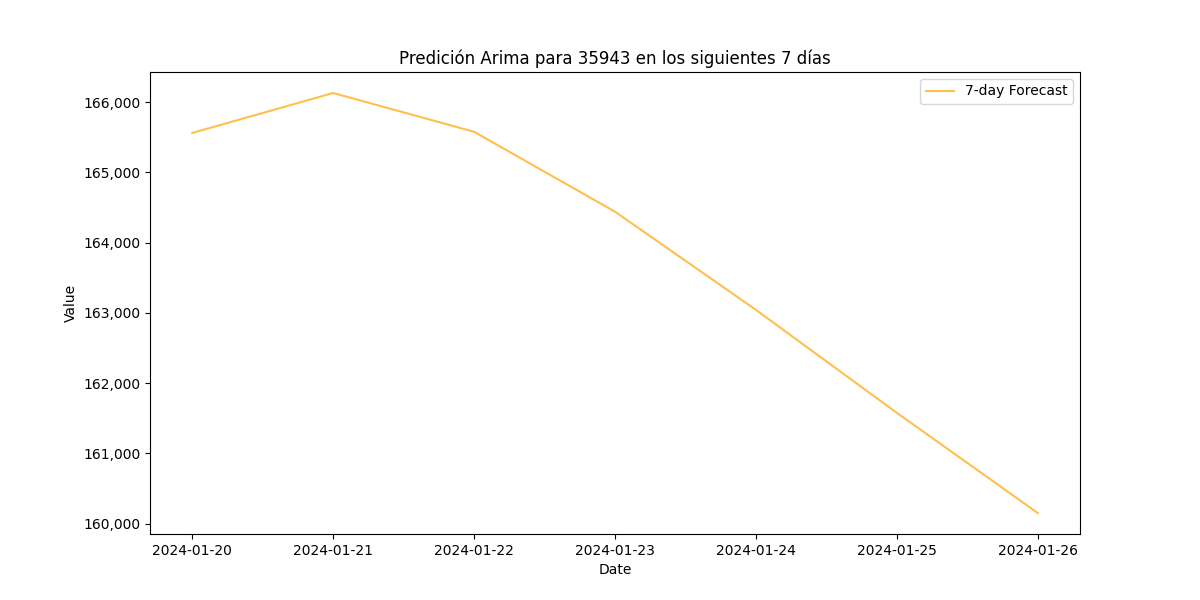 Predición Arima para 35943 en los siguientes 7 días
7-day Forecast
166,000
165,000
164,000
163,000
162,000
161,000
160,000
Value
2024-01-20 2024-01-21 2024-01-22 2024-01-23 2024-01-24 2024-01-25 2024-01-26
Date